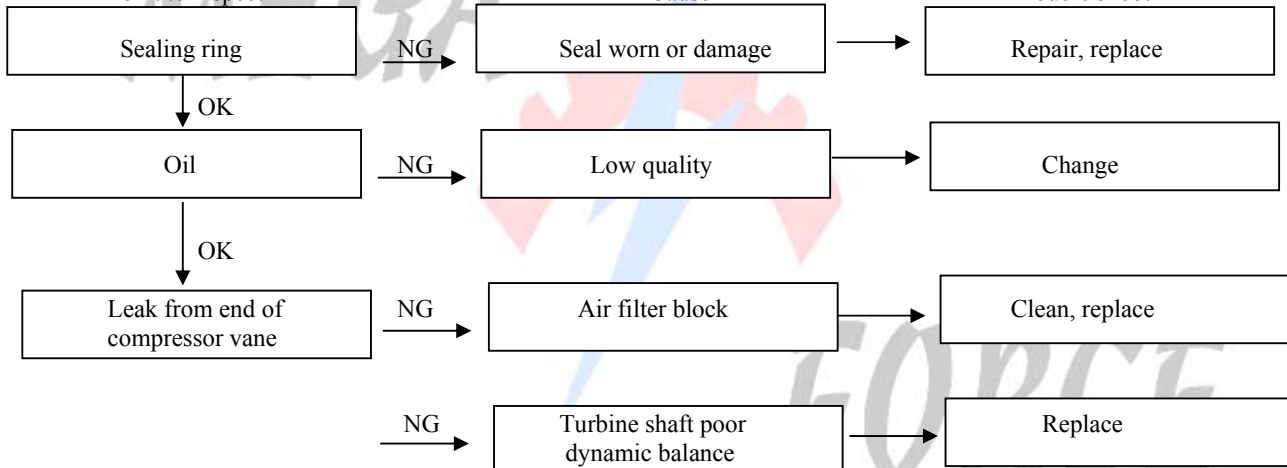 Sealing ring NG Seal worn or damage Repair, replace
OK
Oil NG Low quality Change
OK
Leak from end of
compressor vane NG Air filter block Clean, replace
NG Turbine shaft poor
dynamic balance Replace
FORCE